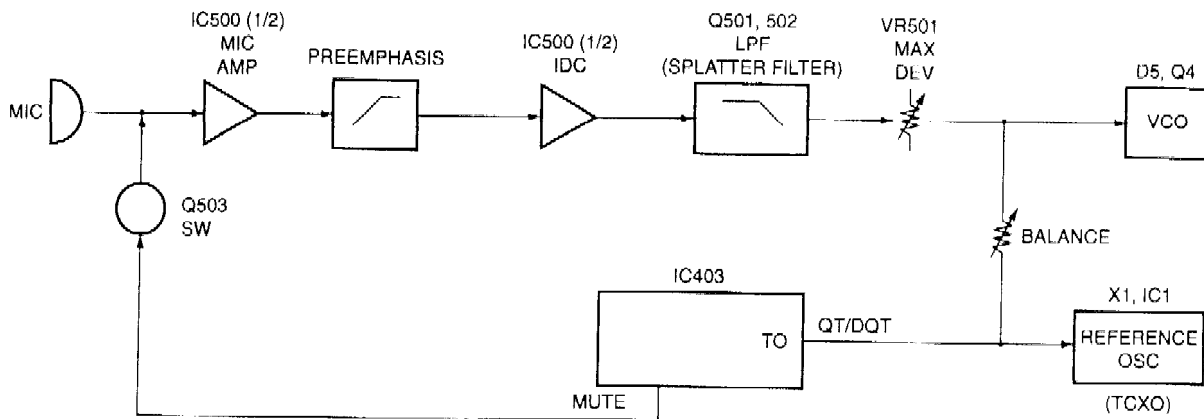 IC500 (1/2)
MIC
AMP
PREEMPHASIS
IC500 (1/2)
IDC
Q501, 502
LPF
(SPLATTER FILTER)
VR501
MAX
DEV
D5, Q4
VCO
MIC
Q503
SW
BALANCE
IC403
TO
QT/DQT
MUTE
X1, IC1
REFERENCE
OSC
(TCXO)